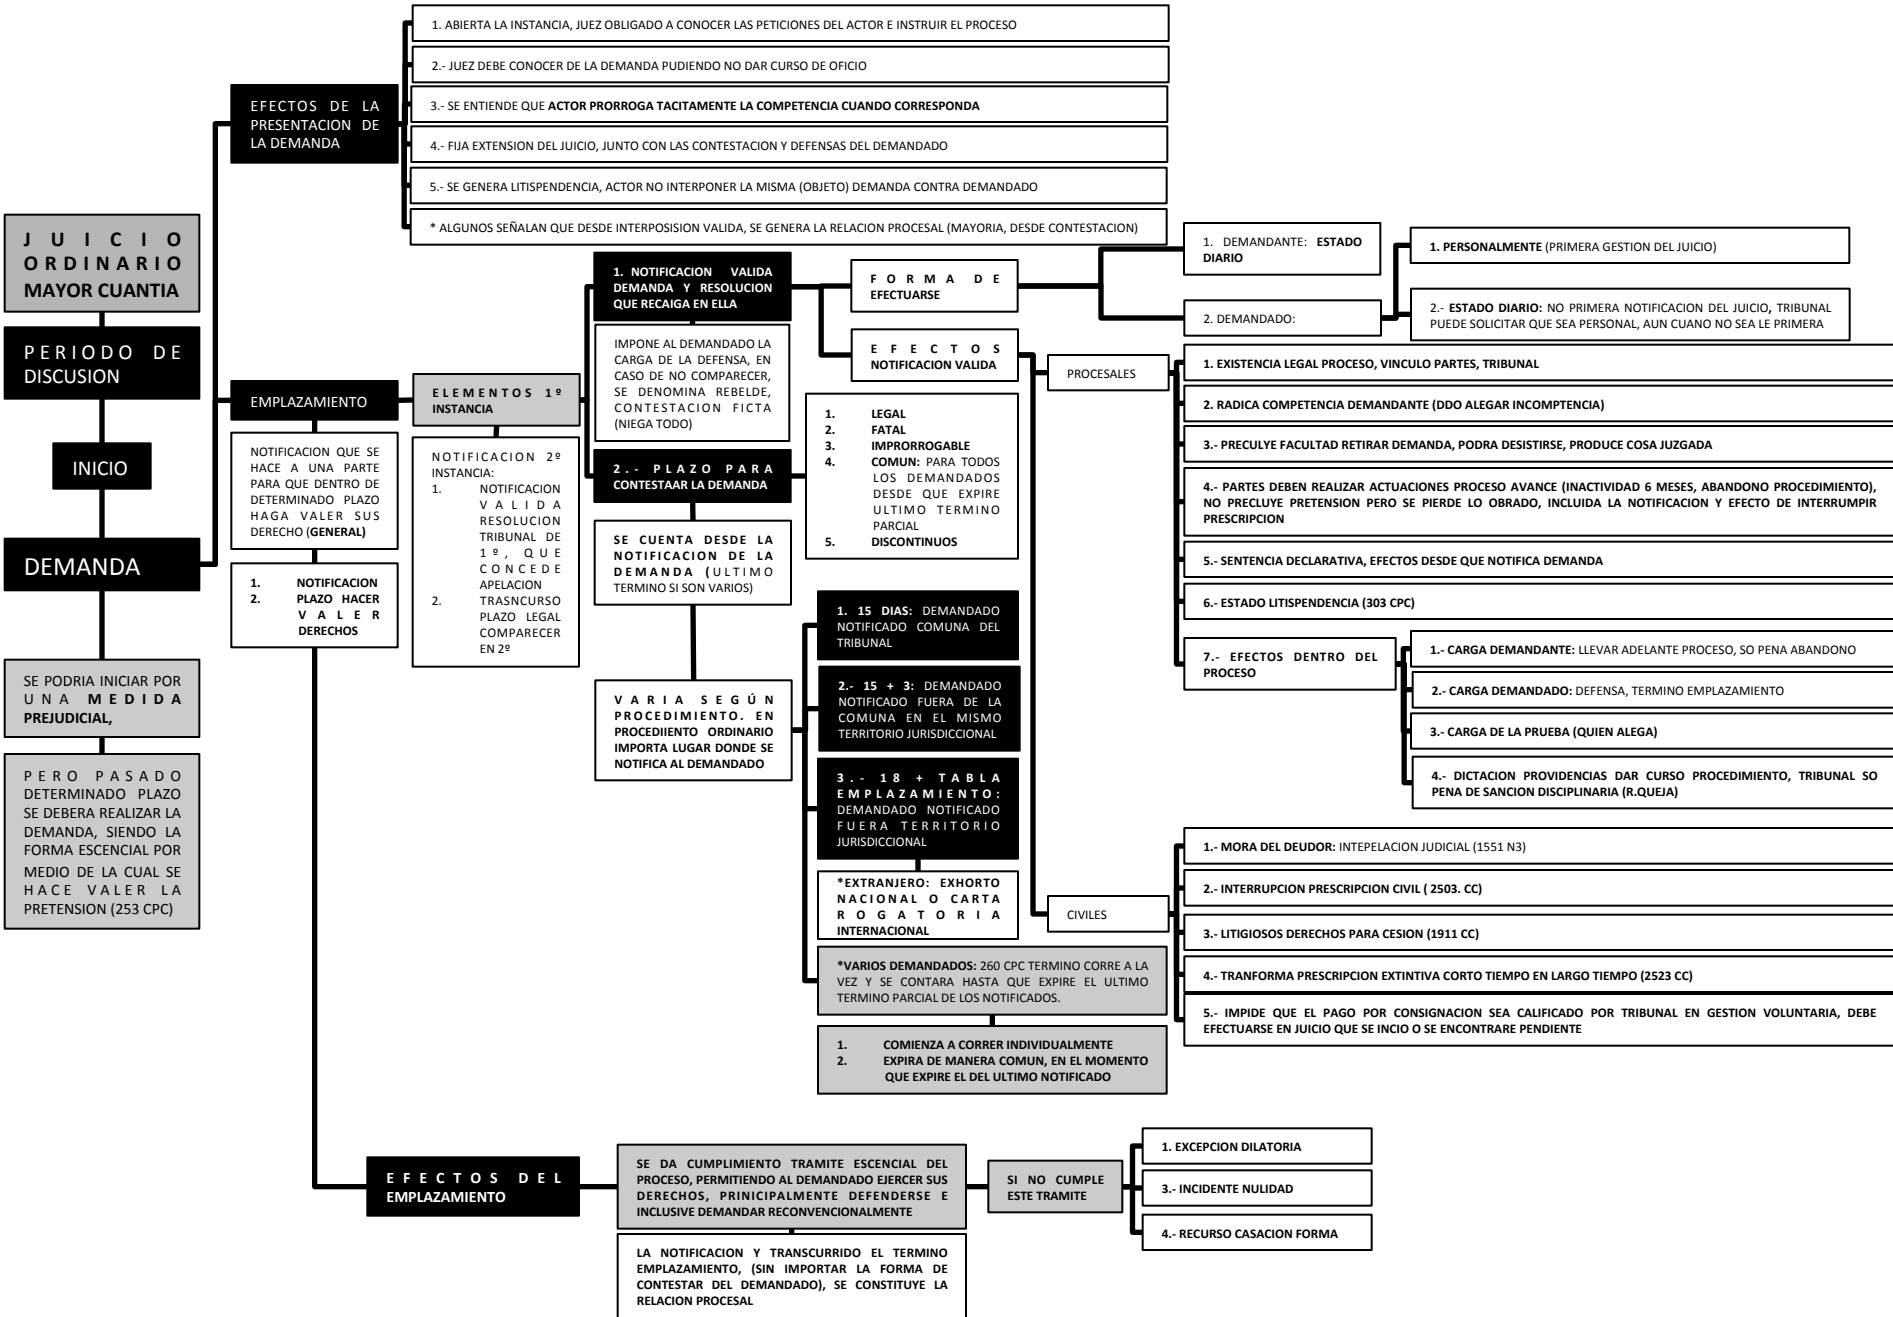 J U I C I O
ORDINARIO
MAYOR CUANTIA
PERIODO DE
DISCUSION
INICIO
DEMANDA
SE PODRIA INICIAR POR
UNA MEDIDA
PREJUDICIAL,
PERO PASADO
DETERMINADO PLAZO
SE DEBERA REALIZAR LA
DEMANDA, SIENDO LA
FORMA ESCENCIAL POR
MEDIO DE LA CUAL SE
HACE VALER LA
PRETENSION (253 CPC)
EFECTOS DE LA
PRESENTACION DE
LA DEMANDA
1. ABIERTA LA INSTANCIA, JUEZ OBLIGADO A CONOCER LAS PETICIONES DEL ACTOR E INSTRUIR EL PROCESO
2.- JUEZ DEBE CONOCER DE LA DEMANDA PUDIENDO NO DAR CURSO DE OFICIO
3.- SE ENTIENDE QUE ACTOR PRORROGA TACITAMENTE LA COMPETENCIA CUANDO CORRESPONDA
4.- FIJA EXTENSION DEL JUICIO, JUNTO CON LAS CONTESTACION Y DEFENSAS DEL DEMANDADO
5.- SE GENERA LITISPENDENCIA, ACTOR NO INTERPONER LA MISMA (OBJETO) DEMANDA CONTRA DEMANDADO
* ALGUNOS SEÑALAN QUE DESDE INTERPOSISION VALIDA, SE GENERA LA RELACION PROCESAL (MAYORIA, DESDE CONTESTACION)
EMPLAZAMIENTO
NOTIFICACION QUE SE
HACE A UNA PARTE
PARA QUE DENTRO DE
DETERMINADO PLAZO
HAGA VALER SUS
DERECHO (GENERAL)
1. NOTIFICACION
2. PLAZO HACER
VALER
DERECHOS
ELEMENTOS 1º
INSTANCIA
NOTIFICACION 2º
INSTANCIA:
1. NOTIFICACION
VALIDA
RESOLUCION
TRIBUNAL DE
1º, QUE
CONCEDE
APELACION
2. TRASNCURSO
PLAZO LEGAL
COMPARECER
EN 2º
1. NOTIFICACION VALIDA
DEMANDA Y RESOLUCION
QUE RECAIGA EN ELLA
IMPONE AL DEMANDADO LA
CARGA DE LA DEFENSA, EN
CASO DE NO COMPARECER,
SE DENOMINA REBELDE,
CONTESTACION FICTA
(NIEGA TODO)
2.- PLAZO PARA
CONTESTAAR LA DEMANDA
SE CUENTA DESDE LA
NOTIFICACION DE LA
DEMANDA (ULTIMO
TERMINO SI SON VARIOS)
VARIA SEGÚN
PROCEDIMIENTO. EN
PROCEDIIENTO ORDINARIO
IMPORTA LUGAR DONDE SE
NOTIFICA AL DEMANDADO
FORMA DE
EFECTUARSE
1. DEMANDANTE: ESTADO
DIARIO
2. DEMANDADO:
1. PERSONALMENTE (PRIMERA GESTION DEL JUICIO)
2.- ESTADO DIARIO: NO PRIMERA NOTIFICACION DEL JUICIO, TRIBUNAL
PUEDE SOLICITAR QUE SEA PERSONAL, AUN CUANO NO SEA LE PRIMERA
EFECTOS
NOTIFICACION VALIDA
1. LEGAL
2. FATAL
3. IMPRORROGABLE
4. COMUN: PARA TODOS
LOS DEMANDADOS
DESDE QUE EXPIRE
ULTIMO TERMINO
PARCIAL
5. DISCONTINUOS
1. 15 DIAS: DEMANDADO
NOTIFICADO COMUNA DEL
TRIBUNAL
2.- 15 + 3: DEMANDADO
NOTIFICADO FUERA DE LA
COMUNA EN EL MISMO
TERRITORIO JURISDICCIONAL
3.- 18 + TABLA
EMPLAZAMIENTO:
DEMANDADO NOTIFICADO
FUERA TERRITORIO
JURISDICCIONAL
*EXTRANJERO: EXHORTO
NACIONAL O CARTA
ROGATORIA
INTERNACIONAL
*VARIOS DEMANDADOS: 260 CPC TERMINO CORRE A LA
VEZ Y SE CONTARA HASTA QUE EXPIRE EL ULTIMO
TERMINO PARCIAL DE LOS NOTIFICADOS.
1. COMIENZA A CORRER INDIVIDUALMENTE
2. EXPIRA DE MANERA COMUN, EN EL MOMENTO
QUE EXPIRE EL DEL ULTIMO NOTIFICADO
PROCESALES
1. EXISTENCIA LEGAL PROCESO, VINCULO PARTES, TRIBUNAL
2. RADICA COMPETENCIA DEMANDANTE (DDO ALEGAR INCOMPTENCIA)
3.- PRECULYE FACULTAD RETIRAR DEMANDA, PODRA DESISTIRSE, PRODUCE COSA JUZGADA
4.- PARTES DEBEN REALIZAR ACTUACIONES PROCESO AVANCE (INACTIVIDAD 6 MESES, ABANDONO PROCEDIMIENTO),
NO PRECLUYE PRETENSION PERO SE PIERDE LO OBRADO, INCLUIDA LA NOTIFICACION Y EFECTO DE INTERRUMPIR
PRESCRIPCION
5.- SENTENCIA DECLARATIVA, EFECTOS DESDE QUE NOTIFICA DEMANDA
6.- ESTADO LITISPENDENCIA (303 CPC)
7.- EFECTOS DENTRO DEL
PROCESO
1.- CARGA DEMANDANTE: LLEVAR ADELANTE PROCESO, SO PENA ABANDONO
2.- CARGA DEMANDADO: DEFENSA, TERMINO EMPLAZAMIENTO
3.- CARGA DE LA PRUEBA (QUIEN ALEGA)
4.- DICTACION PROVIDENCIAS DAR CURSO PROCEDIMIENTO, TRIBUNAL SO
PENA DE SANCION DISCIPLINARIA (R.QUEJA)
CIVILES
1.- MORA DEL DEUDOR: INTEPELACION JUDICIAL (1551 N3)
2.- INTERRUPCION PRESCRIPCION CIVIL ( 2503. CC)
3.- LITIGIOSOS DERECHOS PARA CESION (1911 CC)
4.- TRANFORMA PRESCRIPCION EXTINTIVA CORTO TIEMPO EN LARGO TIEMPO (2523 CC)
5.- IMPIDE QUE EL PAGO POR CONSIGNACION SEA CALIFICADO POR TRIBUNAL EN GESTION VOLUNTARIA, DEBE
EFECTUARSE EN JUICIO QUE SE INCIO O SE ENCONTRARE PENDIENTE
EFECTOS DEL
EMPLAZAMIENTO
SE DA CUMPLIMIENTO TRAMITE ESCENCIAL DEL
PROCESO, PERMITIENDO AL DEMANDADO EJERCER SUS
DERECHOS, PRINICIPALMENTE DEFENDERSE E
INCLUSIVE DEMANDAR RECONVENCIONALMENTE
LA NOTIFICACION Y TRANSCURRIDO EL TERMINO
EMPLAZAMIENTO, (SIN IMPORTAR LA FORMA DE
CONTESTAR DEL DEMANDADO), SE CONSTITUYE LA
RELACION PROCESAL
SI NO CUMPLE
ESTE TRAMITE
1. EXCEPCION DILATORIA
3.- INCIDENTE NULIDAD
4.- RECURSO CASACION FORMA